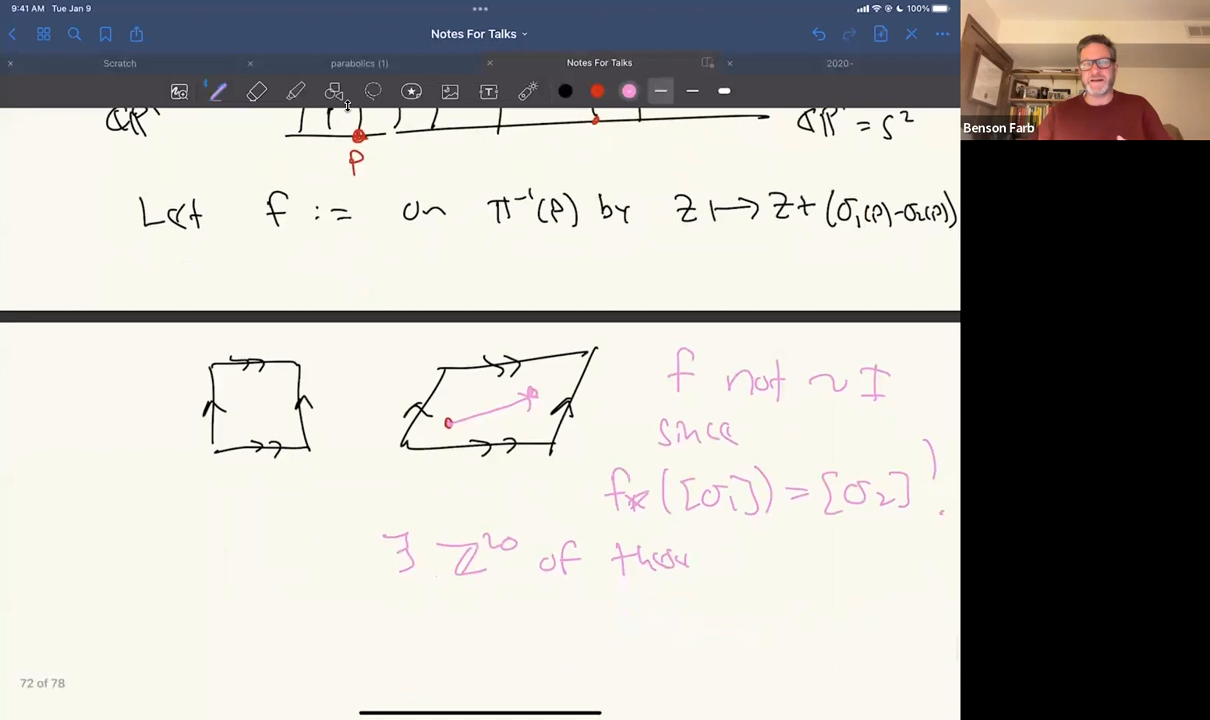 9:41 AM Tue Jan 9
100%
Notes For Talks
Scratch
parabolics (1)
Notes For Talks
2020-
Benson Farb
ℂP¹
ℂP¹ = S²
P
Let f := on π⁻¹(P) by z ↦ z + (σ₁(P) - σ₂(P))
f not ~ I
since
f*([σ₁]) = [σ₂] !
∃ ℤ²⁰ of these
72 of 78